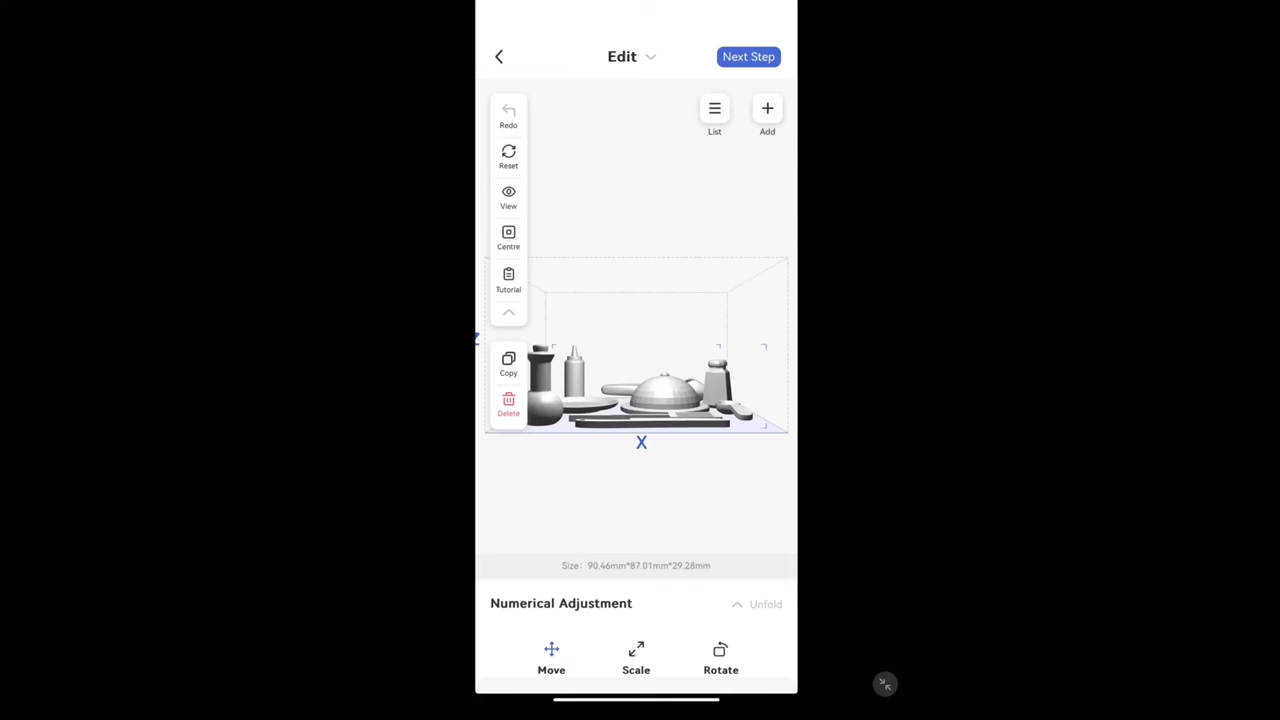 Edit
Next Step
Redo
Reset
View
Centre
Tutorial
Copy
Delete
List
Add
Z
X
Size: 90.46mm*87.01mm*29.28mm
Numerical Adjustment
Unfold
Move
Scale
Rotate